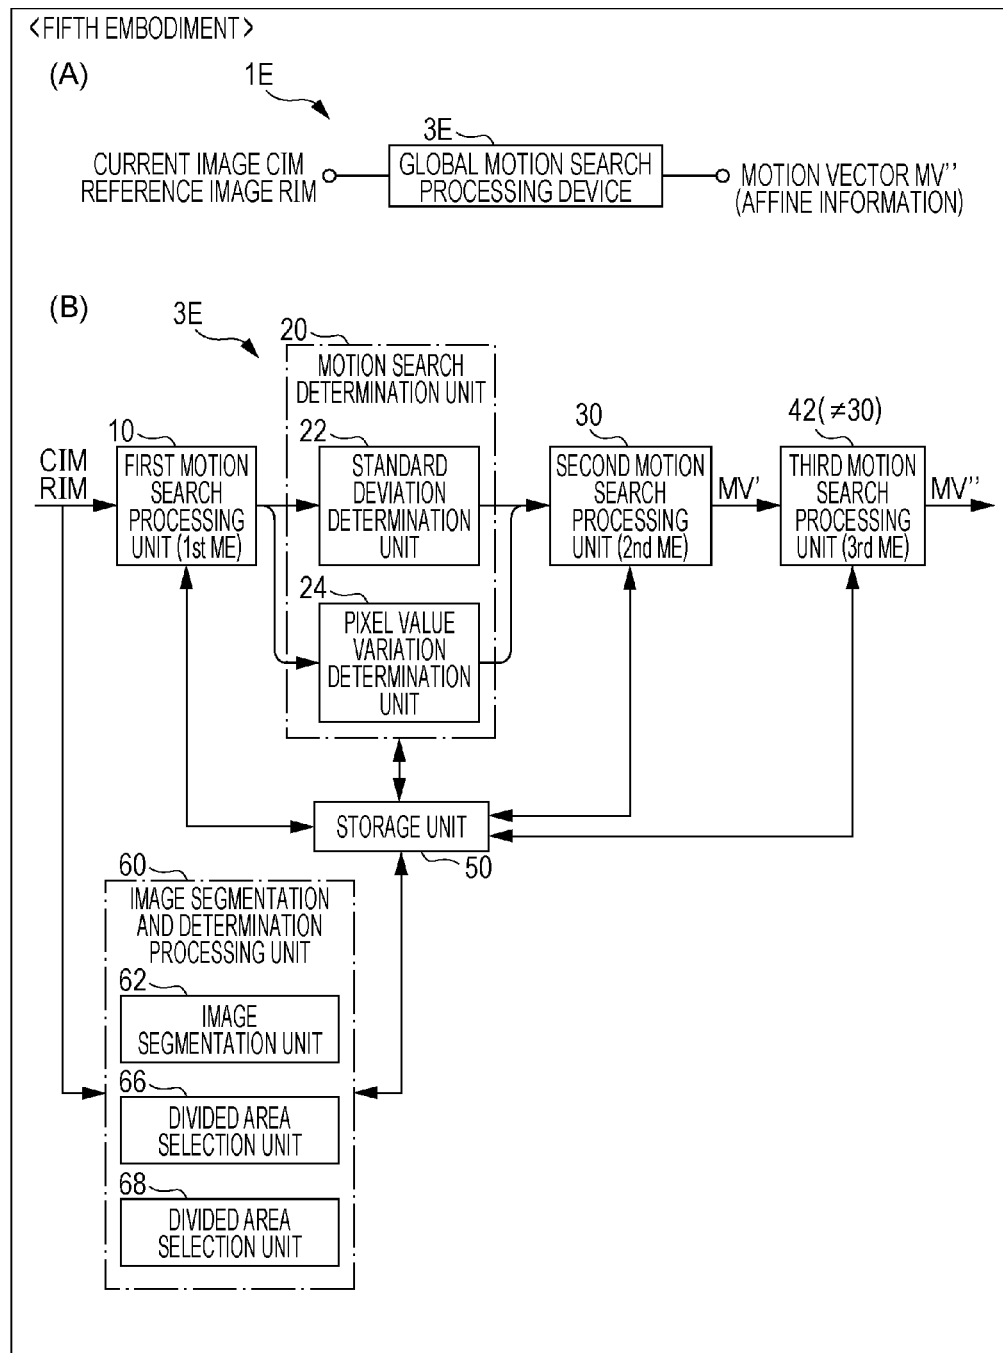 <FIFTH EMBODIMENT>
(A)
1E
3E
CURRENT IMAGE CIM
REFERENCE IMAGE RIM
GLOBAL MOTION SEARCH
PROCESSING DEVICE
MOTION VECTOR MV''
(AFFINE INFORMATION)
(B)
3E
20
MOTION SEARCH
DETERMINATION UNIT
10
CIM
RIM
FIRST MOTION
SEARCH
PROCESSING
UNIT (1st ME)
22
STANDARD
DEVIATION
DETERMINATION
UNIT
24
PIXEL VALUE
VARIATION
DETERMINATION
UNIT
30
SECOND MOTION
SEARCH
PROCESSING
UNIT (2nd ME)
MV'
42(≠30)
THIRD MOTION
SEARCH
PROCESSING
UNIT (3rd ME)
MV''
STORAGE UNIT
50
60
IMAGE SEGMENTATION
AND DETERMINATION
PROCESSING UNIT
62
IMAGE
SEGMENTATION UNIT
66
DIVIDED AREA
SELECTION UNIT
68
DIVIDED AREA
SELECTION UNIT